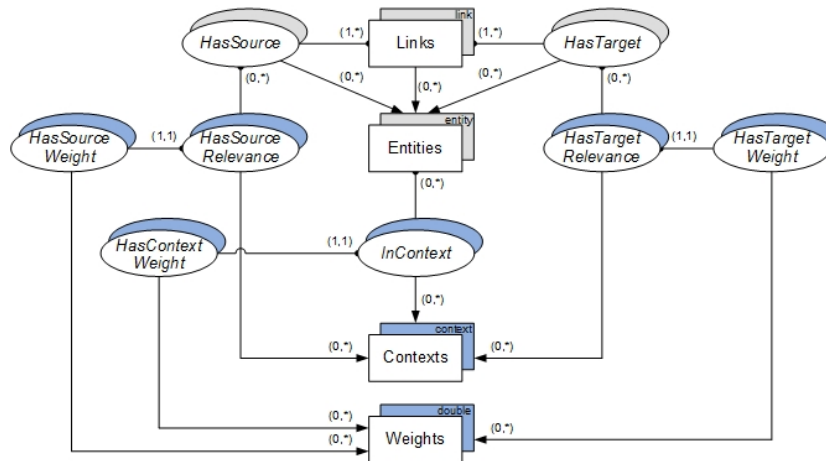 link
HasSource
(1,*)
Links
(1,*)
HasTarget
(0,*)
(0,*)
(0,*)
(0,*)
(0,*)
entity
HasSource
Weight
(1,1)
HasSource
Relevance
Entities
HasTarget
Relevance
(1,1)
HasTarget
Weight
(0,*)
HasContext
Weight
(1,1)
InContext
(0,*)
context
(0,*)
Contexts
(0,*)
double
(0,*)
(0,*)
Weights
(0,*)